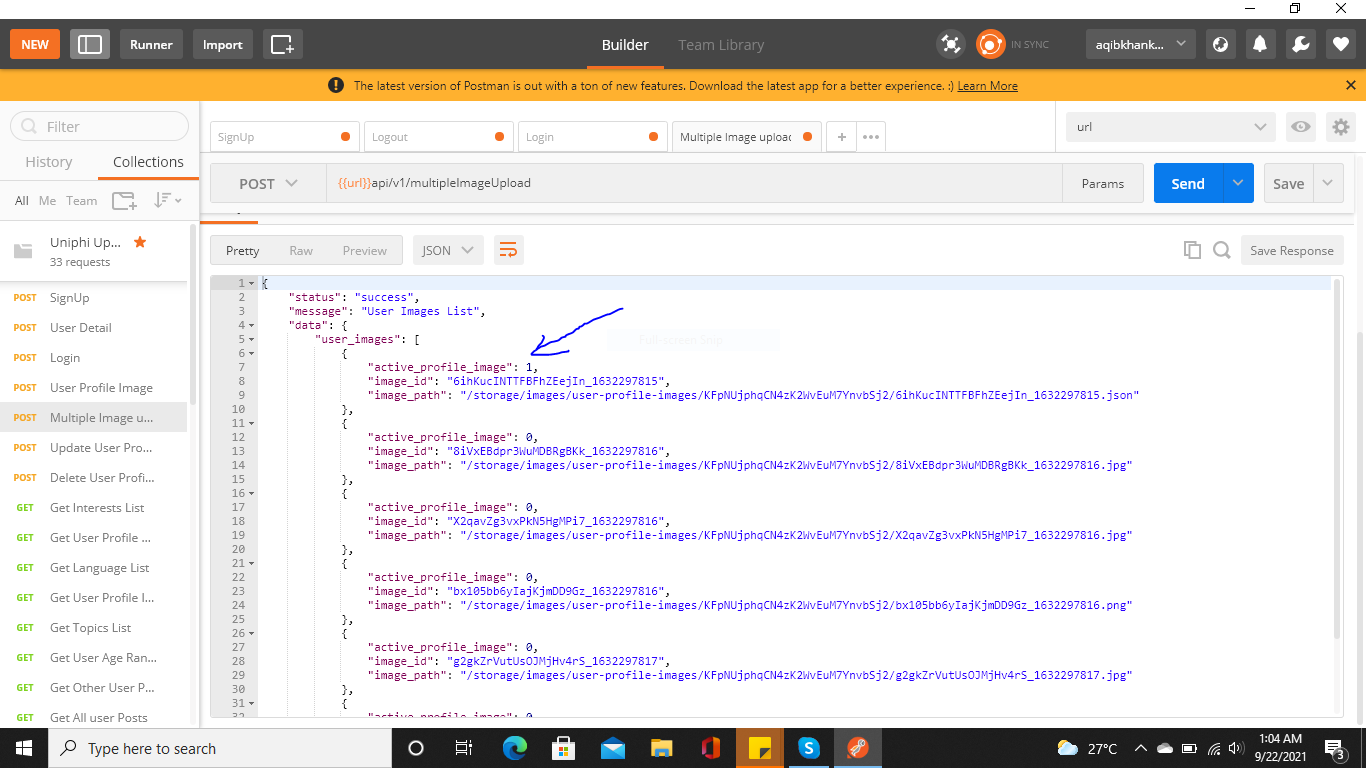 NEW
Runner
Import
Builder
Team Library
IN SYNC
aqibkhank...
The latest version of Postman is out with a ton of new features. Download the latest app for a better experience. :) Learn More
Filter
History
Collections
All
Me
Team
Uniphi Up...
33 requests
POST SignUp
POST User Detail
POST Login
POST User Profile Image
POST Multiple Image u...
POST Update User Pro...
POST Delete User Profi...
GET Get Interests List
GET Get User Profile ...
GET Get Language List
GET Get User Profile I...
GET Get Topics List
GET Get User Age Ran...
GET Get Other User P...
GET Get All user Posts
SignUp
Logout
Login
Multiple Image upload
url
POST
{{url}}api/v1/multipleImageUpload
Params
Send
Save
Pretty
Raw
Preview
JSON
Save Response
Full-screen Snip
1 {
2 "status": "success",
3 "message": "User Images List",
4 "data": {
5 "user_images": [
6 {
7 "active_profile_image": 1,
8 "image_id": "6ihKucINTTFBFhZEejIn_1632297815",
9 "image_path": "/storage/images/user-profile-images/KFpNUjphqCN4zK2WvEuM7YnvbSj2/6ihKucINTTFBFhZEejIn_1632297815.json"
10 },
11 {
12 "active_profile_image": 0,
13 "image_id": "8iVxEBdpr3WuMDBRgBKk_1632297816",
14 "image_path": "/storage/images/user-profile-images/KFpNUjphqCN4zK2WvEuM7YnvbSj2/8iVxEBdpr3WuMDBRgBKk_1632297816.jpg"
15 },
16 {
17 "active_profile_image": 0,
18 "image_id": "X2qavZg3vxPkN5HgMPi7_1632297816",
19 "image_path": "/storage/images/user-profile-images/KFpNUjphqCN4zK2WvEuM7YnvbSj2/X2qavZg3vxPkN5HgMPi7_1632297816.jpg"
20 },
21 {
22 "active_profile_image": 0,
23 "image_id": "bx105bb6yIajKjmDD9Gz_1632297816",
24 "image_path": "/storage/images/user-profile-images/KFpNUjphqCN4zK2WvEuM7YnvbSj2/bx105bb6yIajKjmDD9Gz_1632297816.png"
25 },
26 {
27 "active_profile_image": 0,
28 "image_id": "g2gkZrVutUsOJMjHv4rS_1632297817",
29 "image_path": "/storage/images/user-profile-images/KFpNUjphqCN4zK2WvEuM7YnvbSj2/g2gkZrVutUsOJMjHv4rS_1632297817.jpg"
30 },
31 {
32 "active_profile_image": 0
Type here to search
27°C
1:04 AM
9/22/2021
3